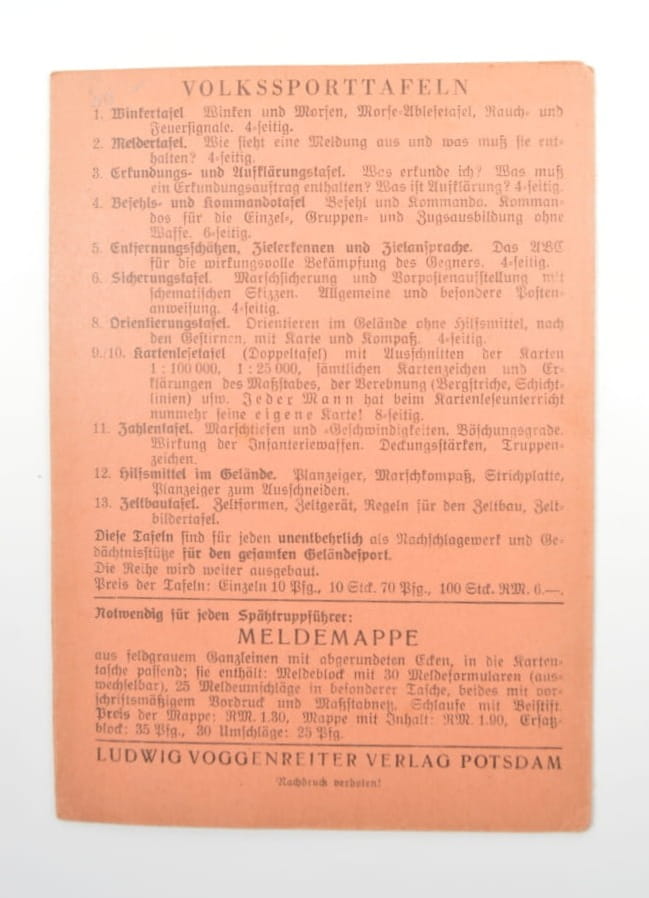 VOLKSSPORTTAFELN
1. Winkertafel Winken und Morsen, Morse-Ablesetafel, Rauch- und
Feuersignale. 4-seitig.
2. Meldertafel. Wie sieht eine Meldung aus und was muß sie ent-
halten? 4-seitig.
3. Erkundungs- und Aufklärungstafel. Was erkunde ich? Was muß
ein Erkundungsauftrag enthalten? Was ist Aufklärung? 4-seitig.
4. Befehls- und Kommandotafel Befehl und Kommando. Komman-
dos für die Einzel-, Gruppen- und Zugsausbildung ohne
Waffe. 6-seitig.
5. Entfernungsschätzen, Zielerkennen und Zielansprache. Das ABC
für die wirkungsvolle Bekämpfung des Gegners. 4-seitig.
6. Sicherungstafel. Marschsicherung und Vorpostenaufstellung mit
schematischen Skizzen. Allgemeine und besondere Posten-
anweisung. 4-seitig.
8. Orientierungstafel. Orientieren im Gelände ohne Hilfsmittel, nach
den Gestirnen, mit Karte und Kompaß. 4-seitig.
9./10. Kartenlesetafel (Doppeltafel) mit Ausschnitten der Karten
1 : 100 000, 1 : 25 000, sämtlichen Kartenzeichen und Er-
klärungen des Maßstabes, der Verebnung (Bergstriche, Schicht-
linien) usw. Jeder Mann hat beim Kartenleseunterricht
nunmehr seine eigene Karte! 8-seitig.
11. Zahlentafel. Marschtiefen und -Geschwindigkeiten, Böschungsgrade.
Wirkung der Infanteriewaffen. Deckungsstärken, Truppen-
zeichen.
12. Hilfsmittel im Gelände. Planzeiger, Marschkompaß, Strichplatte,
Planzeiger zum Ausschneiden.
13. Zeltbautafel. Zeltformen, Zeltgerät, Regeln für den Zeltbau, Zelt-
bildertafel.
Diese Tafeln sind für jeden unentbehrlich als Nachschlagewerk und Ge-
dächtnisstütze für den gesamten Geländesport.
Die Reihe wird weiter ausgebaut.
Preis der Tafeln: Einzeln 10 Pfg., 10 Stck. 70 Pfg., 100 Stck. RM. 6.—.
Notwendig für jeden Spähtruppführer:
MELDEMAPPE
aus feldgrauem Ganzleinen mit abgerundeten Ecken, in die Karten-
tasche passend; sie enthält: Meldeblock mit 30 Meldeformularen (aus-
wechselbar), 25 Meldeumschläge in besonderer Tasche, beides mit vor-
schriftsmäßigem Vordruck und Maßstabnetz, Schlaufe mit Bleistift.
Preis der Mappe: RM. 1.30, Mappe mit Inhalt: RM. 1.90, Ersatz-
block: 35 Pfg., 30 Umschläge: 25 Pfg.
LUDWIG VOGGENREITER VERLAG POTSDAM
Nachdruck verboten!